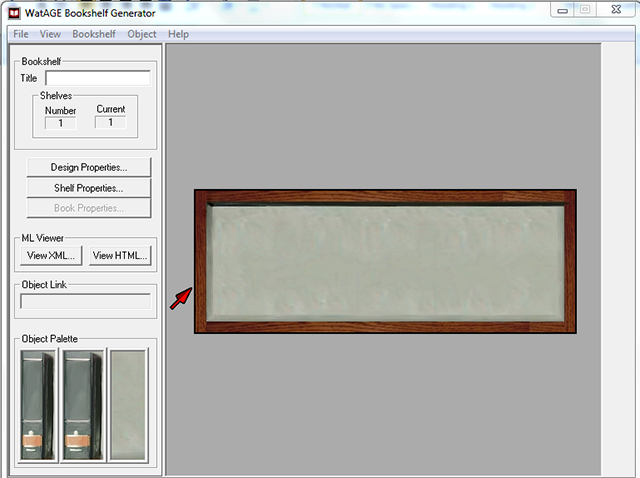 WatAGE Bookshelf Generator
File View Bookshelf Object Help
Bookshelf
Title
Shelves
Number Current
1 1
Design Properties...
Shelf Properties...
Book Properties...
ML Viewer
View XML... View HTML...
Object Link
Object Palette